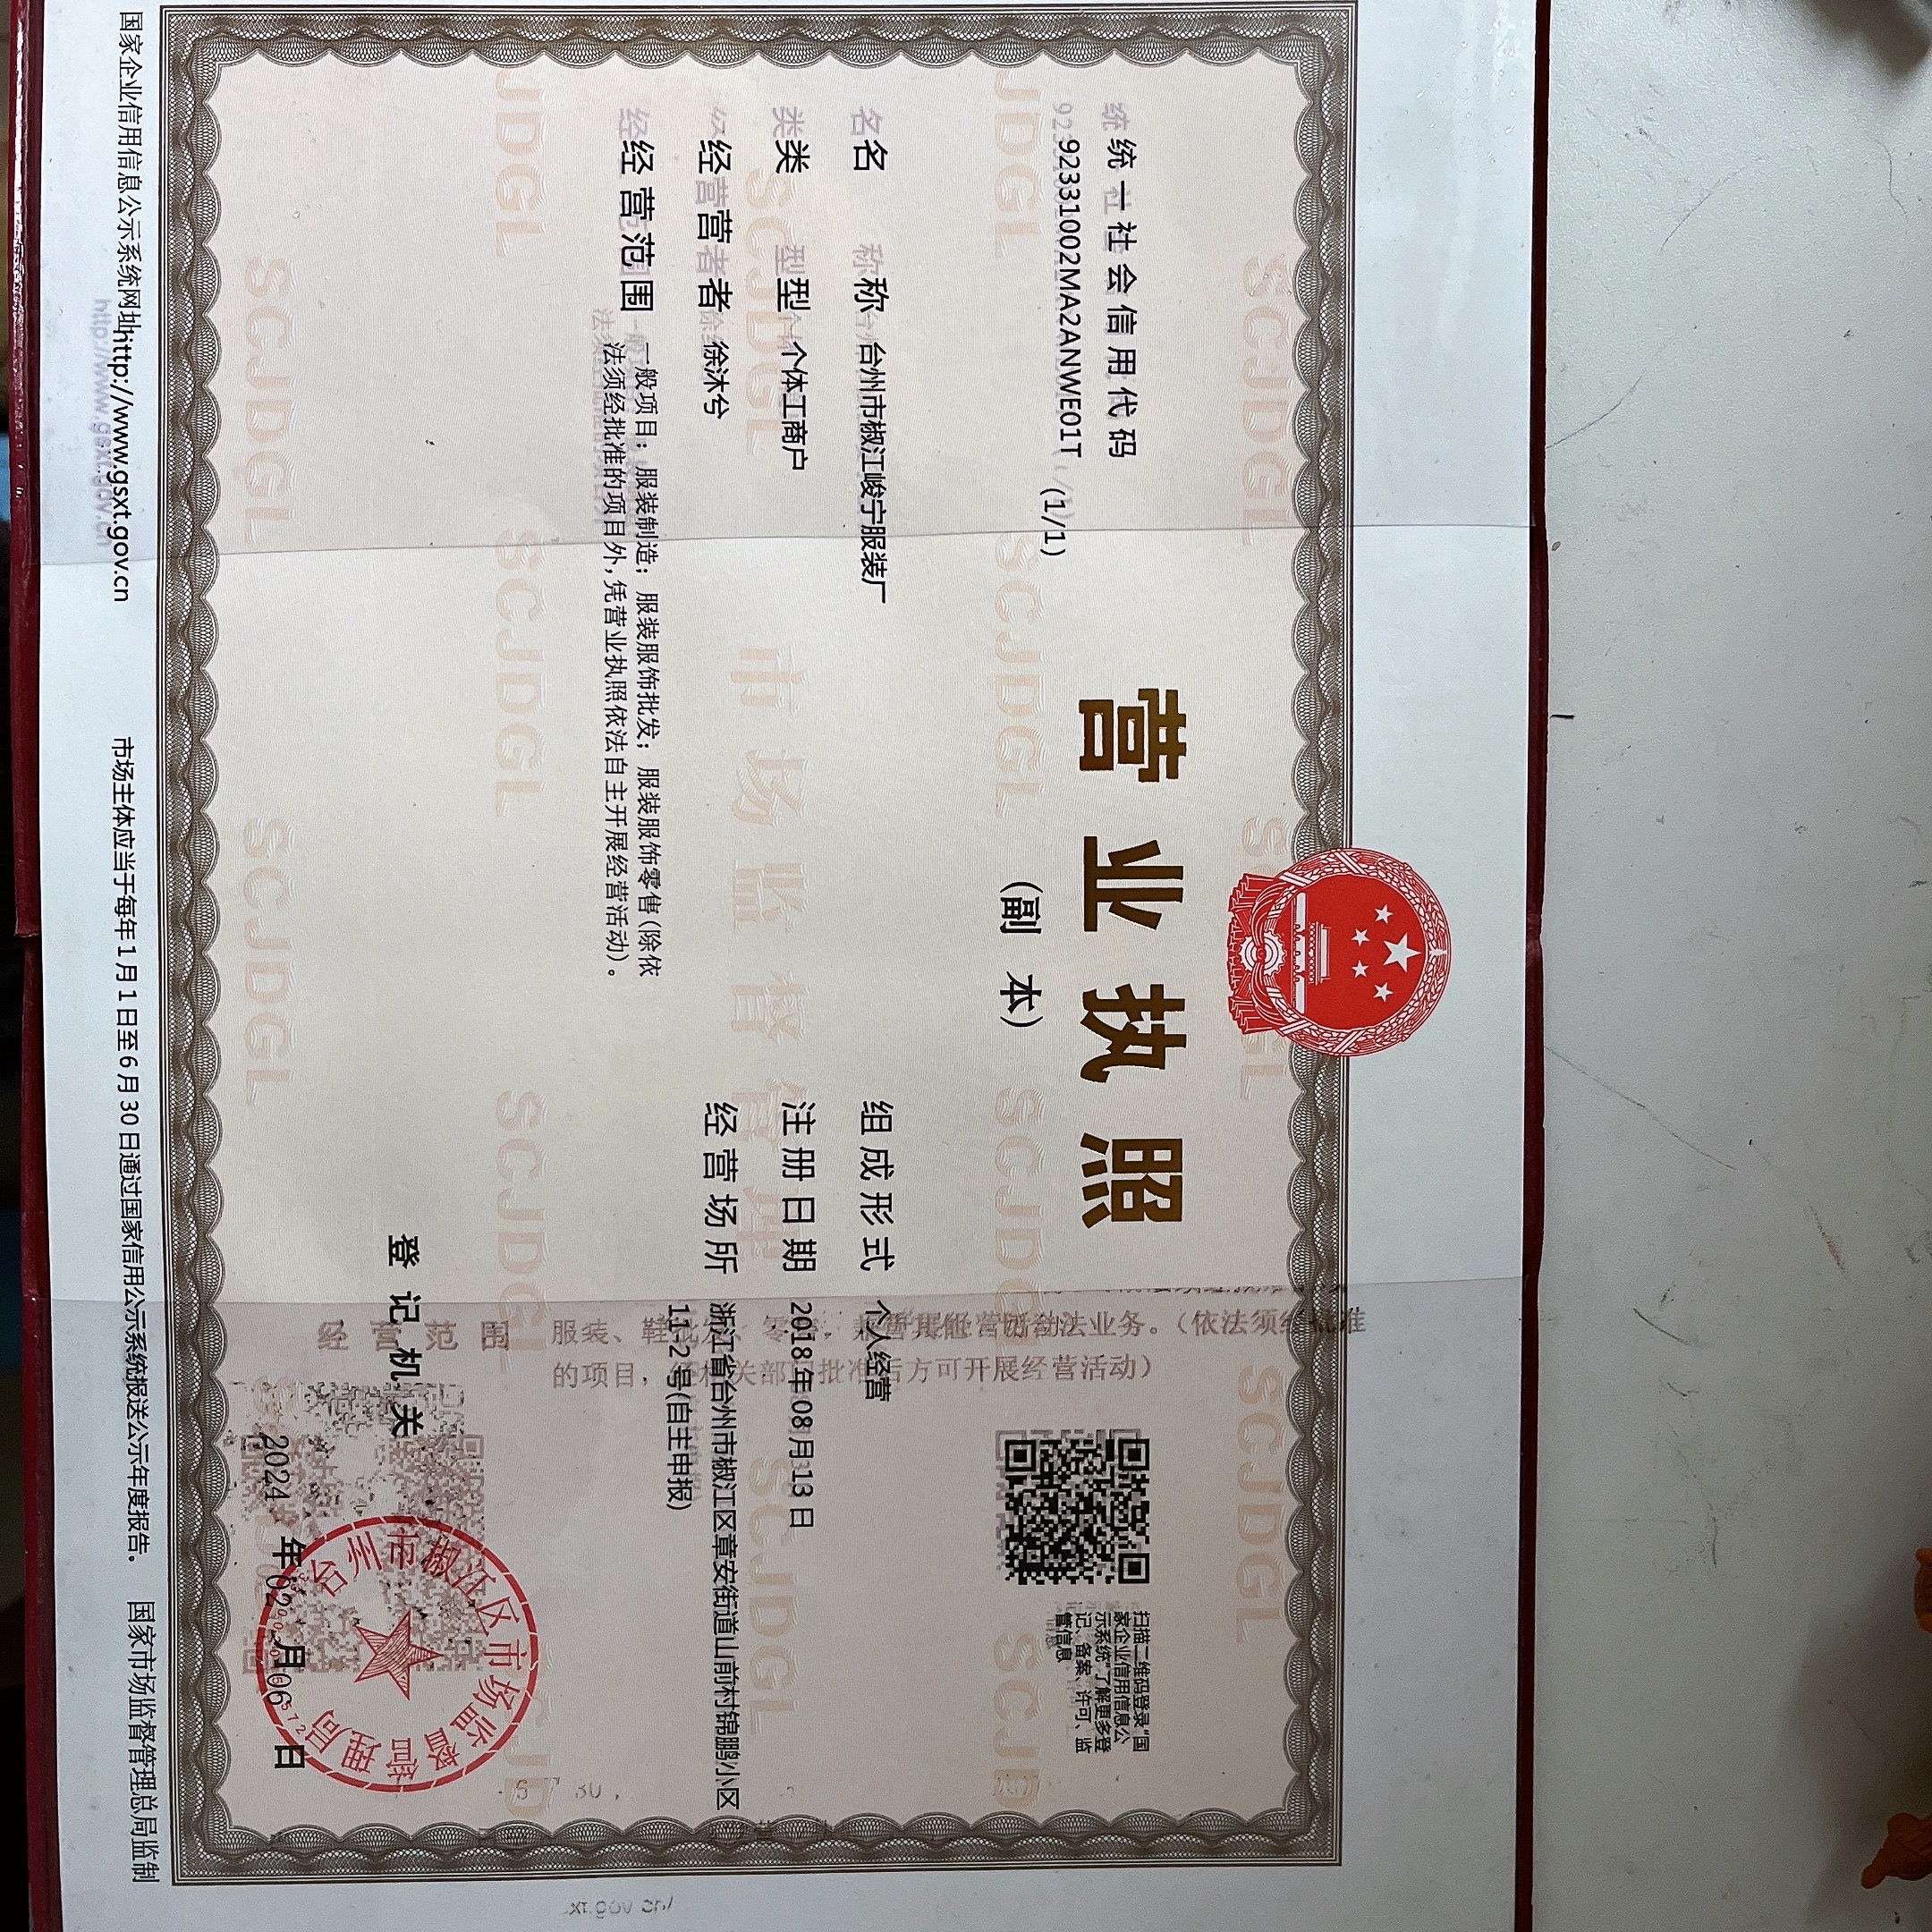 统一社会信用代码
92331002MA2ANWE01T (1/1)
营业执照
(副 本)
扫描二维码登录"国
家企业信用信息公
示系统"了解更多登
记、备案、许可、监
管信息
名 称 台州市椒江峻宁服装厂
组成形式 个人经营
类 型 个体工商户
注册日期 2018年08月13日
经营者 徐沐兮
经营场所 浙江省台州市椒江区章安街道山前村锦鹏小区
11-2号(自主申报)
经营范围 一般项目：服装制造；服装服饰批发；服装服饰零售(除依
法须经批准的项目外，凭营业执照依法自主开展经营活动)。
登记机关
2024 年02 月06 日
台州市椒江区市场监督管理局
国家企业信用信息公示系统网址http://www.gsxt.gov.cn
市场主体应当于每年1月1日至6月30日通过国家信用公示系统报送公示年度报告。
国家市场监督管理总局监制
市场监督管理
SCJDGL
经营范围